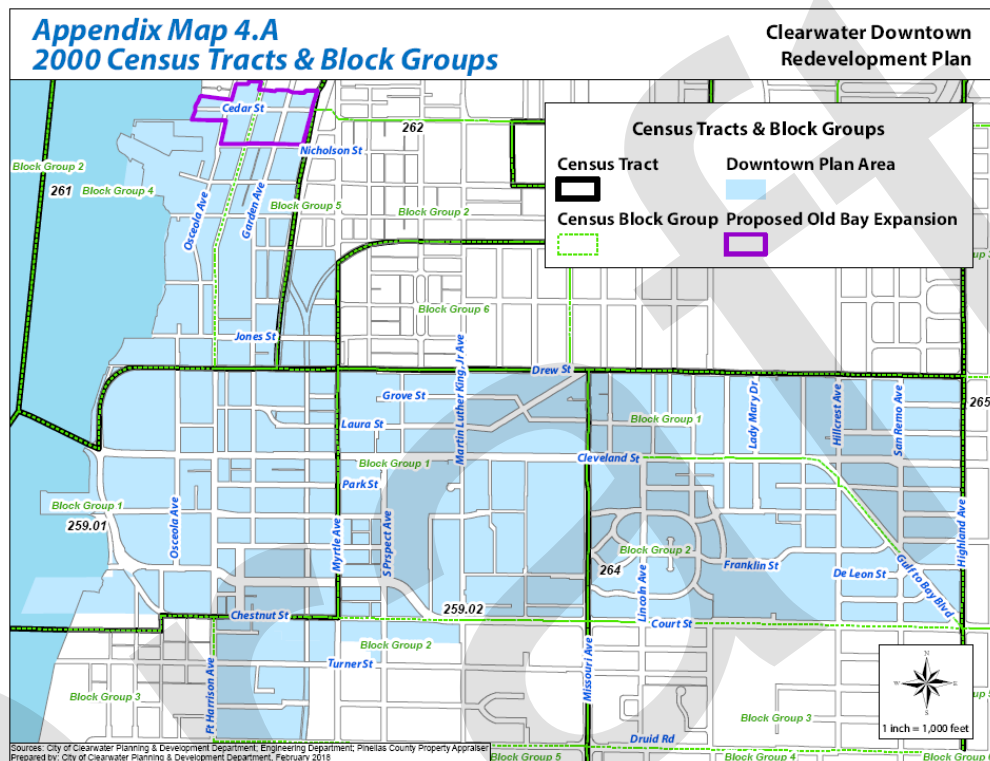 Appendix Map 4.A
2000 Census Tracts & Block Groups
Clearwater Downtown
Redevelopment Plan
Census Tracts & Block Groups
Census Tract
Downtown Plan Area
Census Block Group
Proposed Old Bay Expansion
Cedar St
262
Nicholson St
Block Group 2
261
Block Group 4
Osceola Ave
Garden Ave
Block Group 5
Block Group 2
Block Group 6
Jones St
Martin Luther King, Jr Ave
Drew St
Grove St
Laura St
Block Group 1
Lady Mary Dr
Hillcrest Ave
San Remo Ave
265
Block Group 1
Cleveland St
Park St
Block Group 1
259.01
Osceola Ave
Myrtle Ave
S Prspect Ave
Block Group 2
264
Lincoln Ave
Franklin St
De Leon St
Gulf to Bay Blvd
Highland Ave
Chestnut St
259.02
Court St
Block Group 2
Turner St
Ft Harrison Ave
Missouri Ave
Block Group 3
Block Group 3
Druid Rd
Block Group 5
Block Group 4
Block Group 6
N
W
E
S
1 inch = 1,000 feet
Sources: City of Clearwater Planning & Development Department; Engineering Department; Pinellas County Property Appraiser
Prepared by: City of Clearwater Planning & Development Department, February 2018